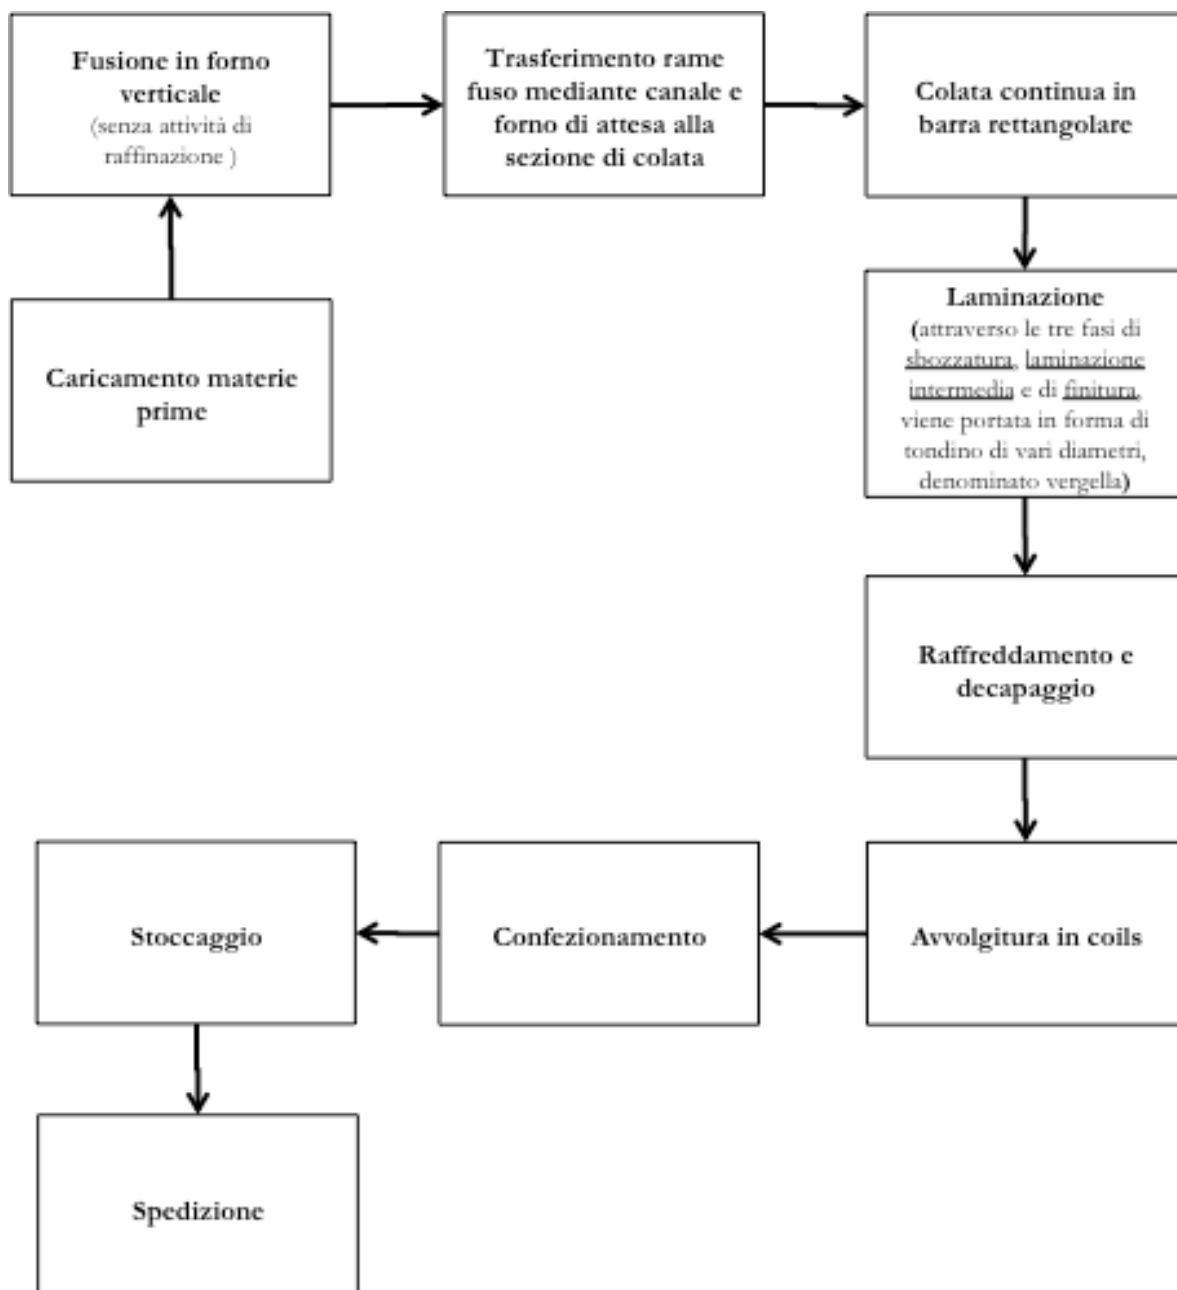 Fusione in forno
verticale
(senza attività di
raffinazione )
Trasferimento rame
fuso mediante canale e
forno di attesa alla
sezione di colata
Colata continua in
barra rettangolare
Caricamento materie
prime
Laminazione
(attraverso le tre fasi di
sbozzatura, laminazione
intermedia e di finitura,
viene portata in forma di
tondino di vari diametri,
denominato vergella)
Raffreddamento e
decapaggio
Stoccaggio
Confezionamento
Avvolgitura in coils
Spedizione